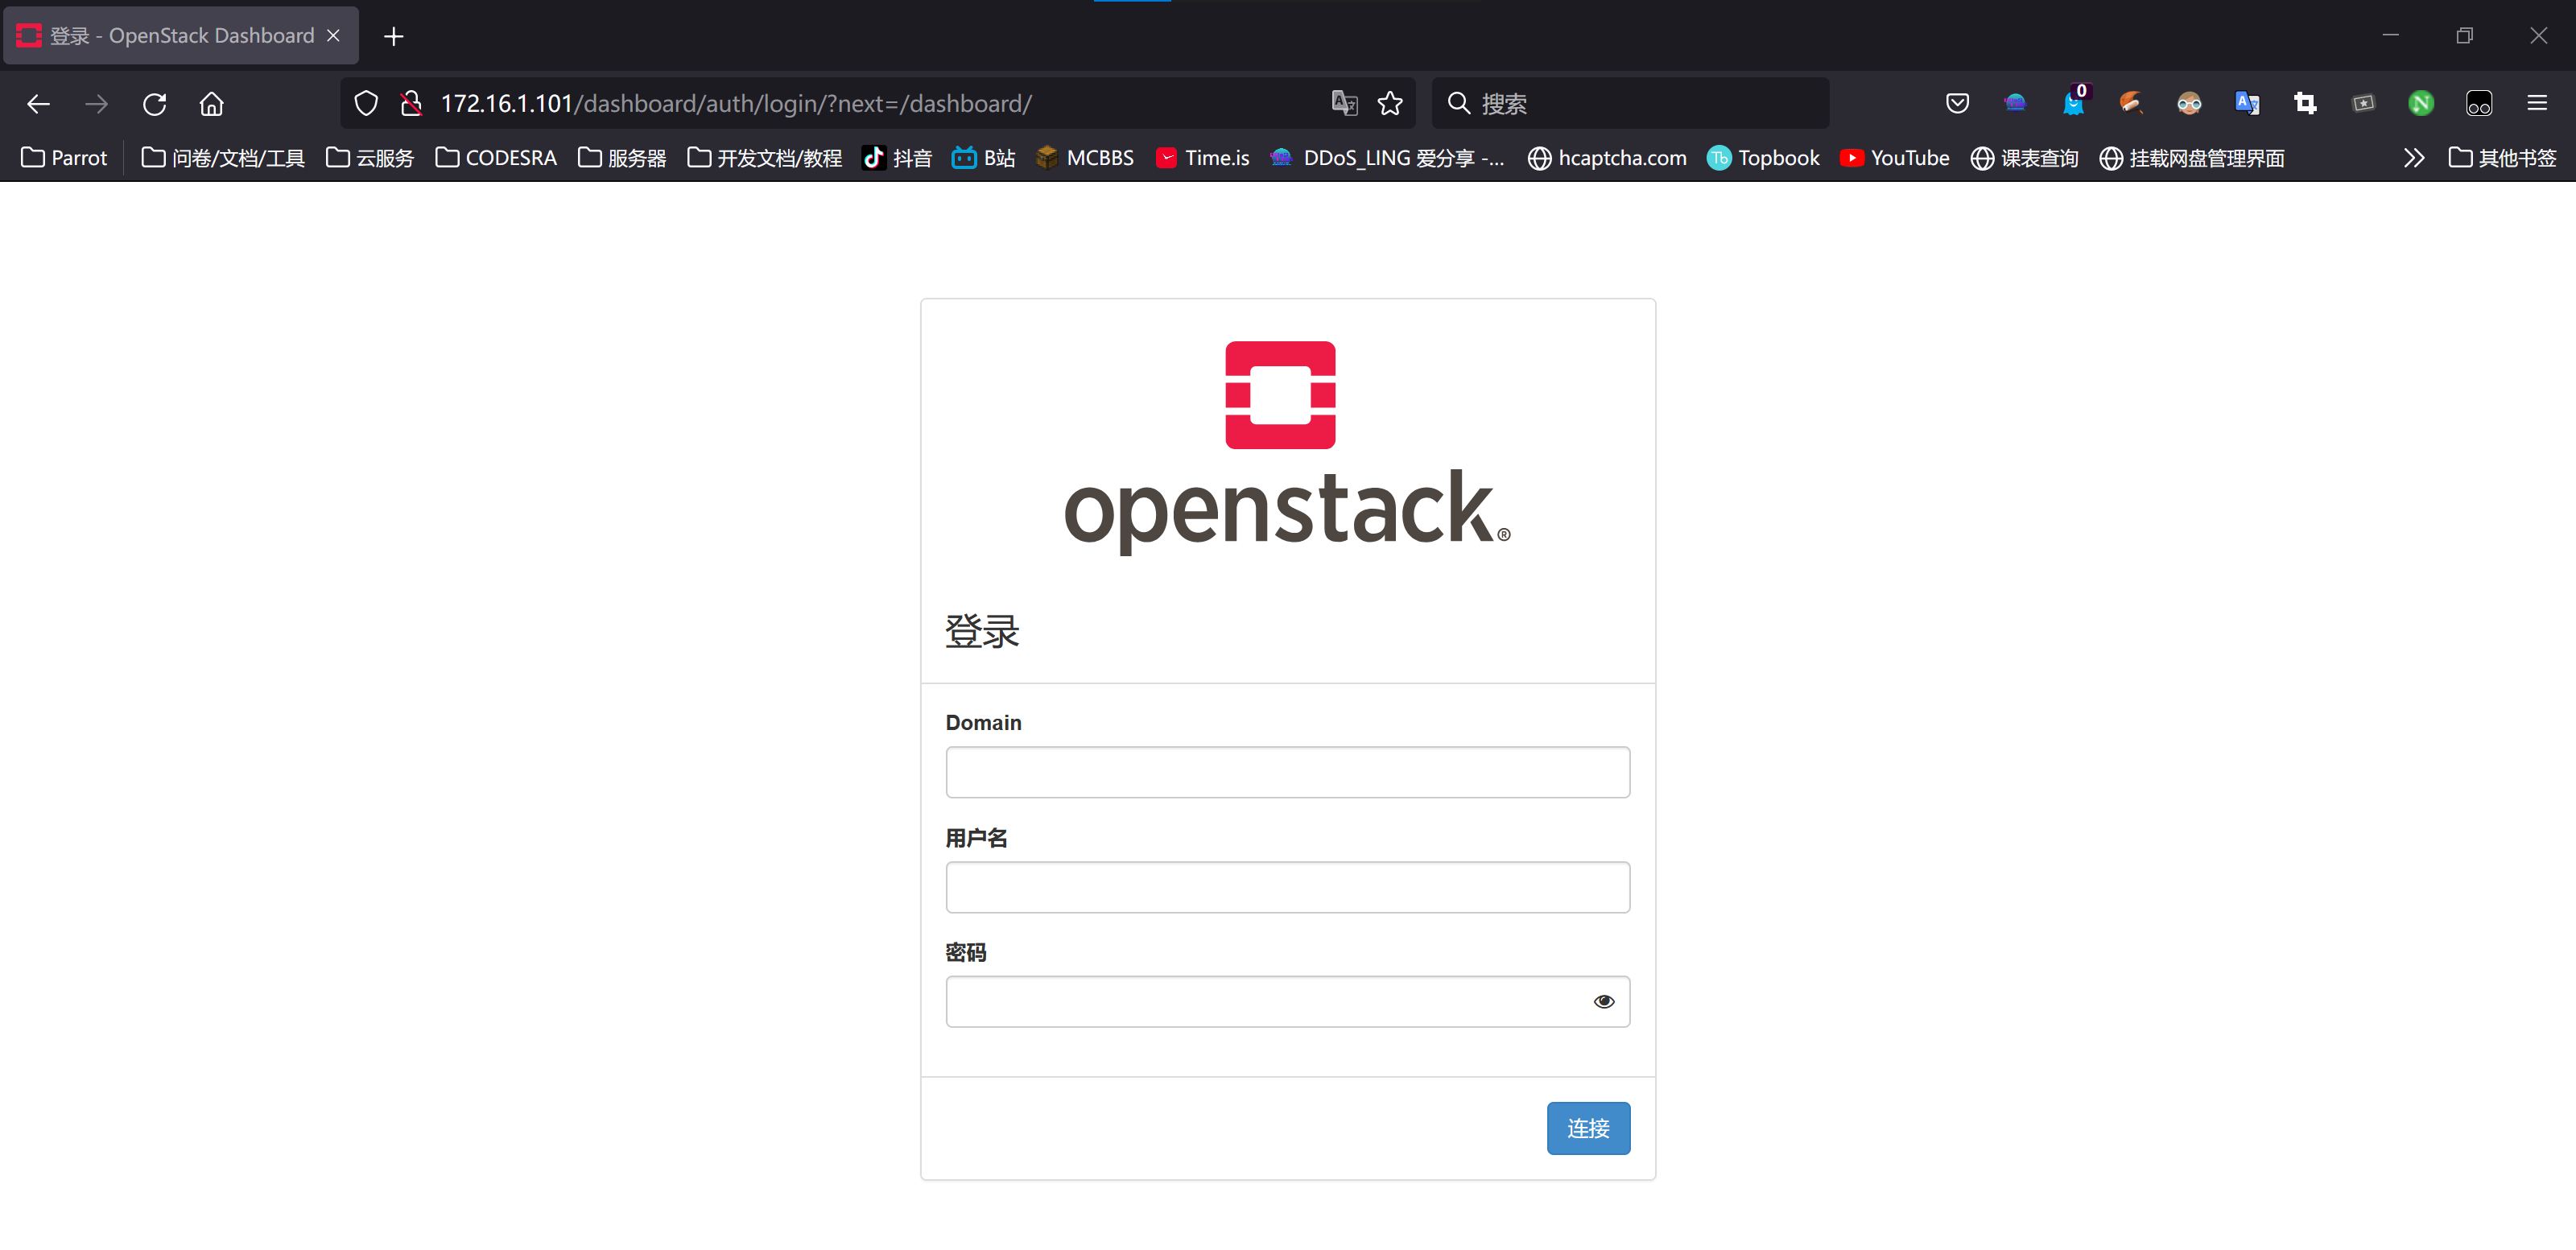 登录 - OpenStack Dashboard
172.16.1.101/dashboard/auth/login/?next=/dashboard/
搜索
0
Parrot
问卷/文档/工具
云服务
CODESRA
服务器
开发文档/教程
抖音
B站
MCBBS
Time.is
DDoS_LING 爱分享 -...
hcaptcha.com
Tb
Topbook
YouTube
课表查询
挂载网盘管理界面
其他书签
openstack®
登录
Domain
用户名
密码
连接